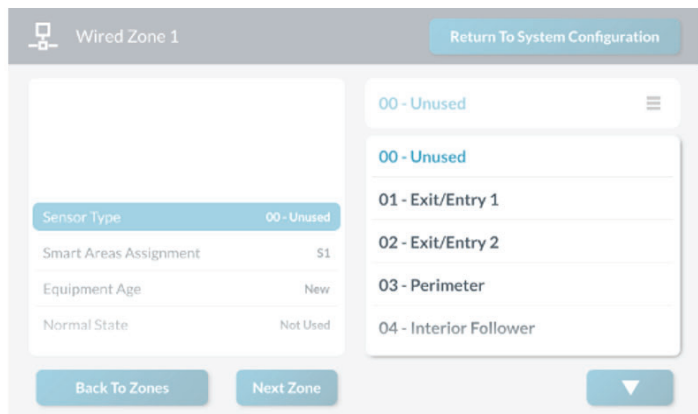 Wired Zone 1
Return To System Configuration
00 - Unused
00 - Unused
01 - Exit/Entry 1
Sensor Type 00 - Unused
02 - Exit/Entry 2
Smart Areas Assignment S1
03 - Perimeter
Equipment Age New
04 - Interior Follower
Normal State Not Used
Back To Zones
Next Zone